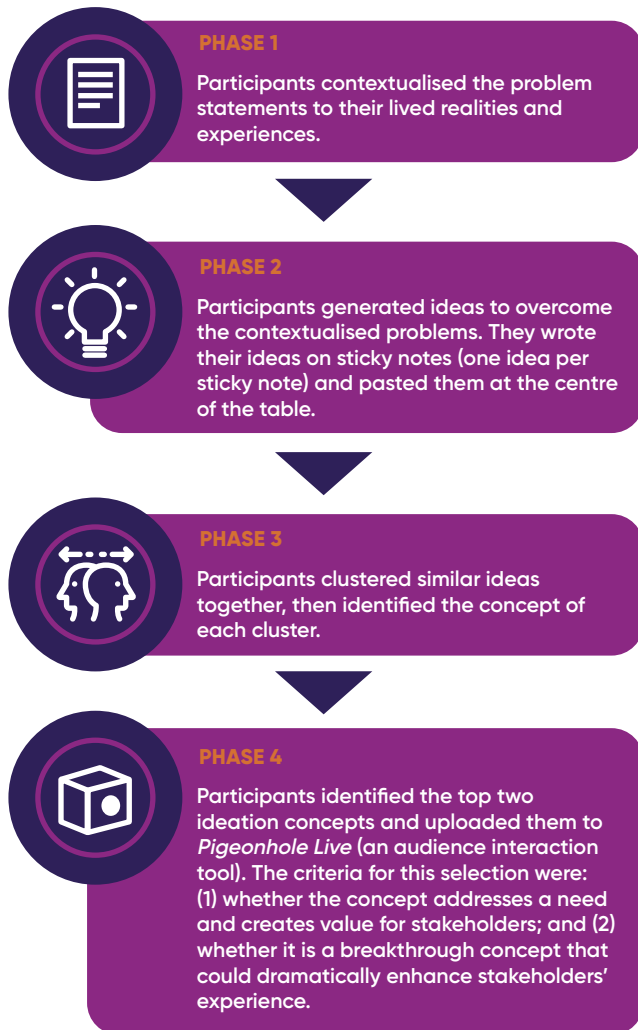 PHASE 1
Participants contextualised the problem
statements to their lived realities and
experiences.
PHASE 2
Participants generated ideas to overcome
the contextualised problems. They wrote
their ideas on sticky notes (one idea per
sticky note) and pasted them at the centre
of the table.
PHASE 3
Participants clustered similar ideas
together, then identified the concept of
each cluster.
PHASE 4
Participants identified the top two
ideation concepts and uploaded them to
Pigeonhole Live (an audience interaction
tool). The criteria for this selection were:
(1) whether the concept addresses a need
and creates value for stakeholders; and (2)
whether it is a breakthrough concept that
could dramatically enhance stakeholders’
experience.